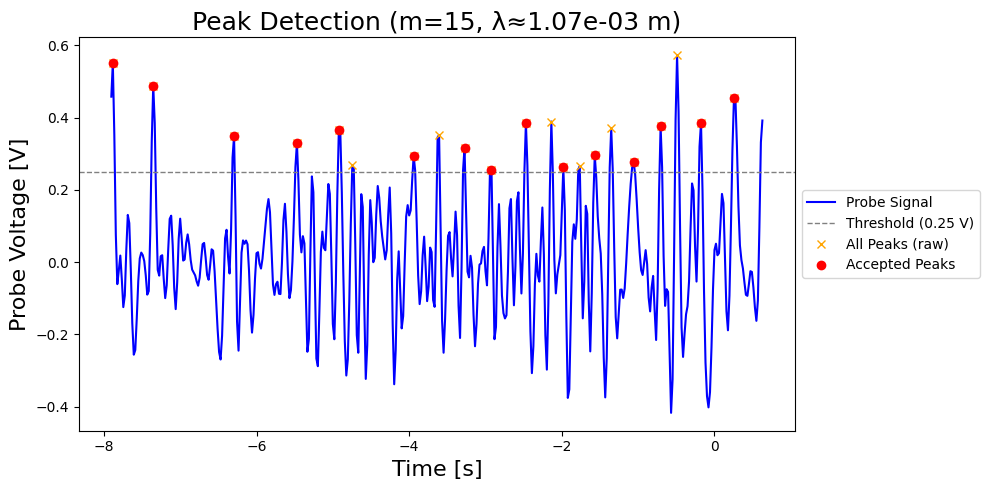 Peak Detection (m=15, λ≈1.07e-03 m)
Probe Voltage [V]
0.6
0.4
0.2
0.0
−0.2
−0.4
−8
−6
−4
−2
0
Time [s]
Probe Signal
Threshold (0.25 V)
All Peaks (raw)
Accepted Peaks